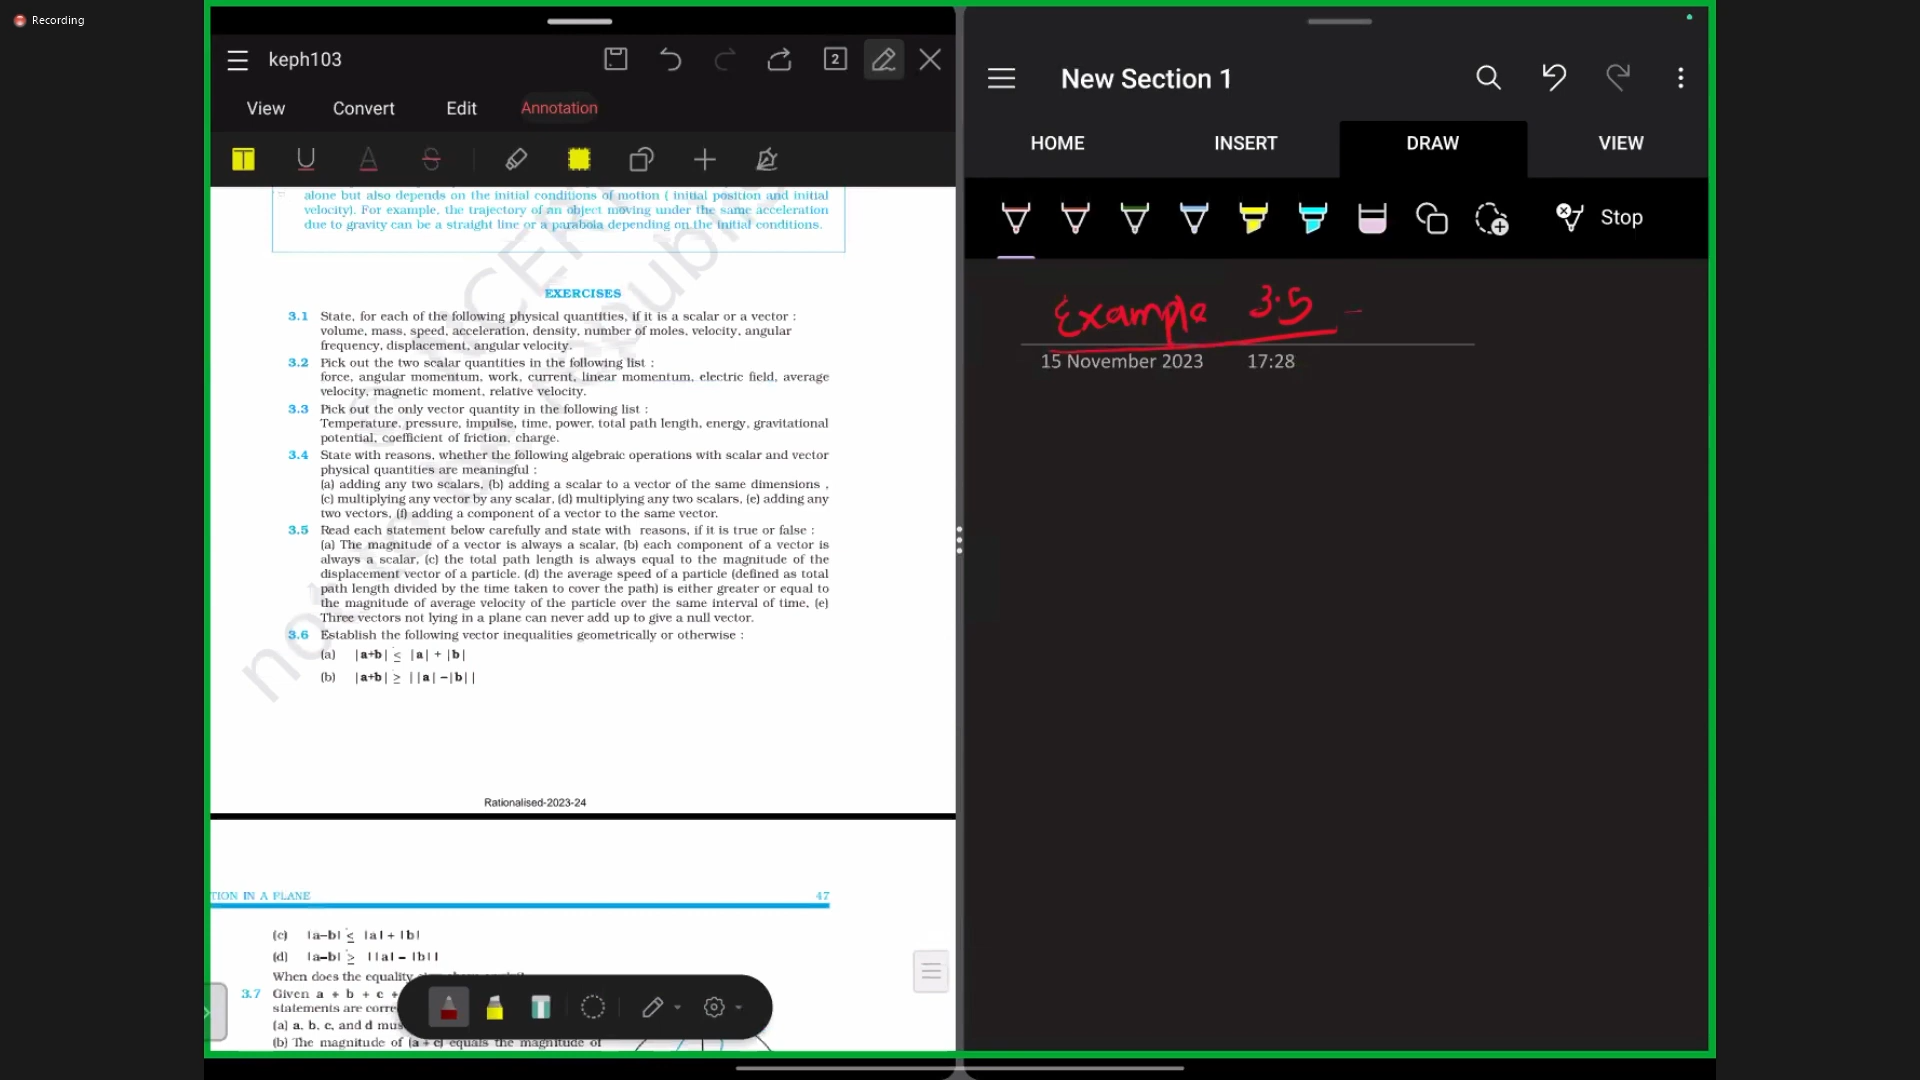 Recording
keph103
2
View Convert Edit Annotation
T U A S
alone but also depends on the initial conditions of motion ( initial position and initial
velocity). For example, the trajectory of an object moving under the same acceleration
due to gravity can be a straight line or a parabola depending on the initial conditions.
EXERCISES
3.1 State, for each of the following physical quantities, if it is a scalar or a vector :
volume, mass, speed, acceleration, density, number of moles, velocity, angular
frequency, displacement, angular velocity.
3.2 Pick out the two scalar quantities in the following list :
force, angular momentum, work, current, linear momentum, electric field, average
velocity, magnetic moment, relative velocity.
3.3 Pick out the only vector quantity in the following list :
Temperature, pressure, impulse, time, power, total path length, energy, gravitational
potential, coefficient of friction, charge.
3.4 State with reasons, whether the following algebraic operations with scalar and vector
physical quantities are meaningful :
(a) adding any two scalars, (b) adding a scalar to a vector of the same dimensions ,
(c) multiplying any vector by any scalar, (d) multiplying any two scalars, (e) adding any
two vectors, (f) adding a component of a vector to the same vector.
3.5 Read each statement below carefully and state with reasons, if it is true or false :
(a) The magnitude of a vector is always a scalar, (b) each component of a vector is
always a scalar, (c) the total path length is always equal to the magnitude of the
displacement vector of a particle. (d) the average speed of a particle (defined as total
path length divided by the time taken to cover the path) is either greater or equal to
the magnitude of average velocity of the particle over the same interval of time, (e)
Three vectors not lying in a plane can never add up to give a null vector.
3.6 Establish the following vector inequalities geometrically or otherwise :
(a) |a+b| ≤ |a| + |b|
(b) |a+b| ≥ ||a| −|b||
Rationalised-2023-24
TION IN A PLANE 47
(c) |a−b| ≤ |a| + |b|
(d) |a−b| ≥ ||a| − |b||
When does the equality
3.7 Given a + b + c +
statements are corre
(a) a, b, c, and d mus
(b) The magnitude of (a + c) equals the magnitude of
New Section 1
HOME INSERT DRAW VIEW
Stop
Example 3.5 -
15 November 2023 17:28